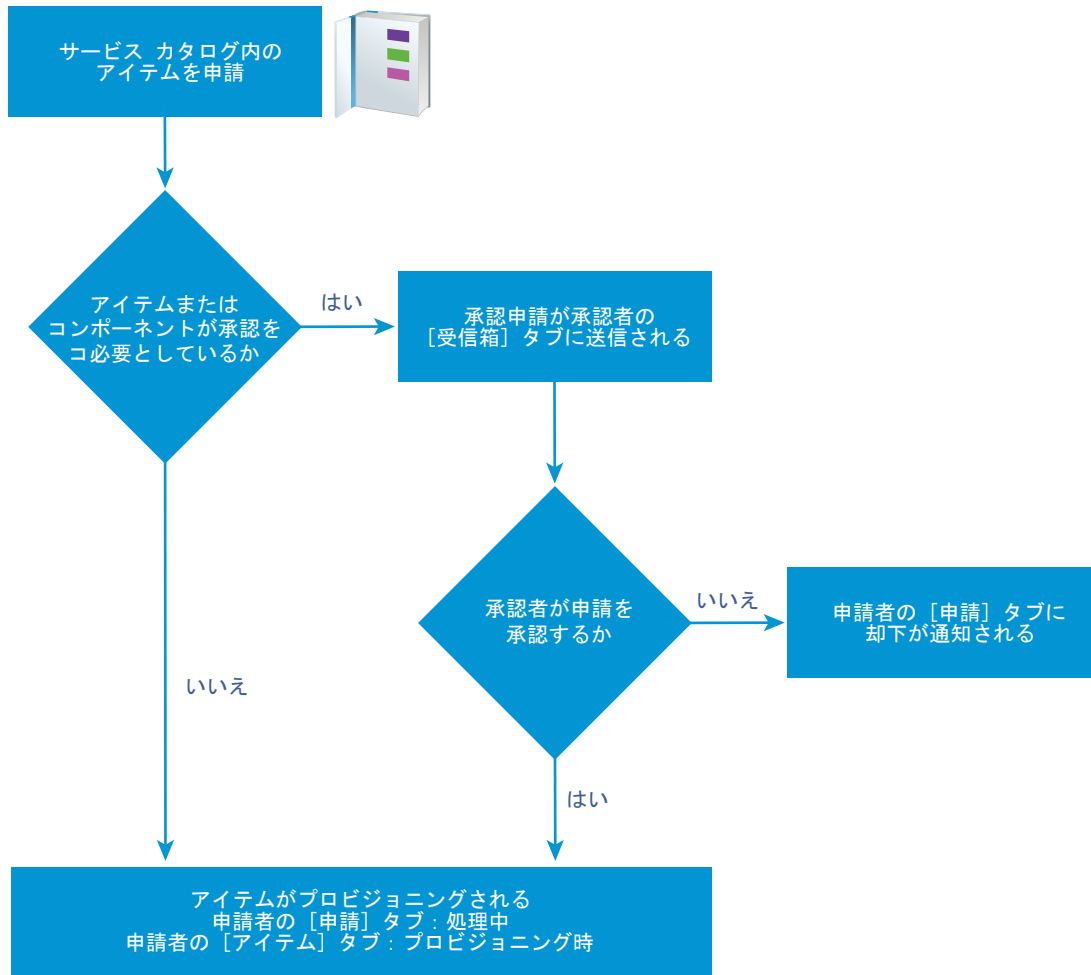 サービス カタログ内の
アイテムを申請
アイテムまたは
コンポーネントが承認を
コ必要としているか
はい
承認申請が承認者の
［受信箱］タブに送信される
承認者が申請を
承認するか
いいえ
申請者の［申請］タブに
却下が通知される
いいえ
はい
アイテムがプロビジョニングされる
申請者の［申請］タブ：処理中
申請者の［アイテム］タブ：プロビジョニング時